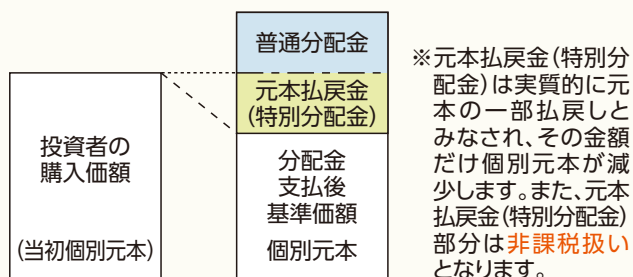 普通分配金
元本払戻金
(特別分配金)
投資者の
購入価額
(当初個別元本)
分配金
支払後
基準価額
個別元本
※元本払戻金(特別分
配金)は実質的に元
本の一部払戻しと
みなされ、その金額
だけ個別元本が減
少します。また、元本
払戻金(特別分配金)
部分は非課税扱い
となります。